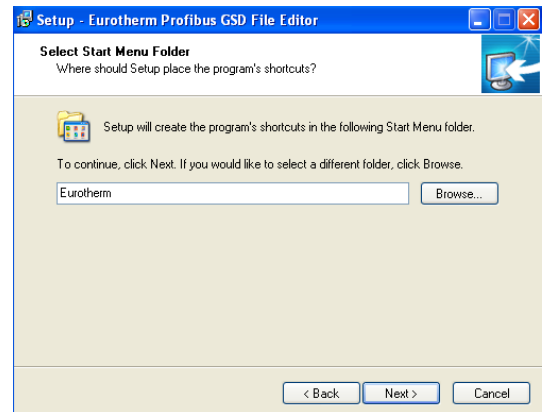 Setup - Eurotherm Profibus GSD File Editor
Select Start Menu Folder
Where should Setup place the program's shortcuts?
Setup will create the program's shortcuts in the following Start Menu folder.
To continue, click Next. If you would like to select a different folder, click Browse.
Eurotherm
Browse...
< Back
Next >
Cancel